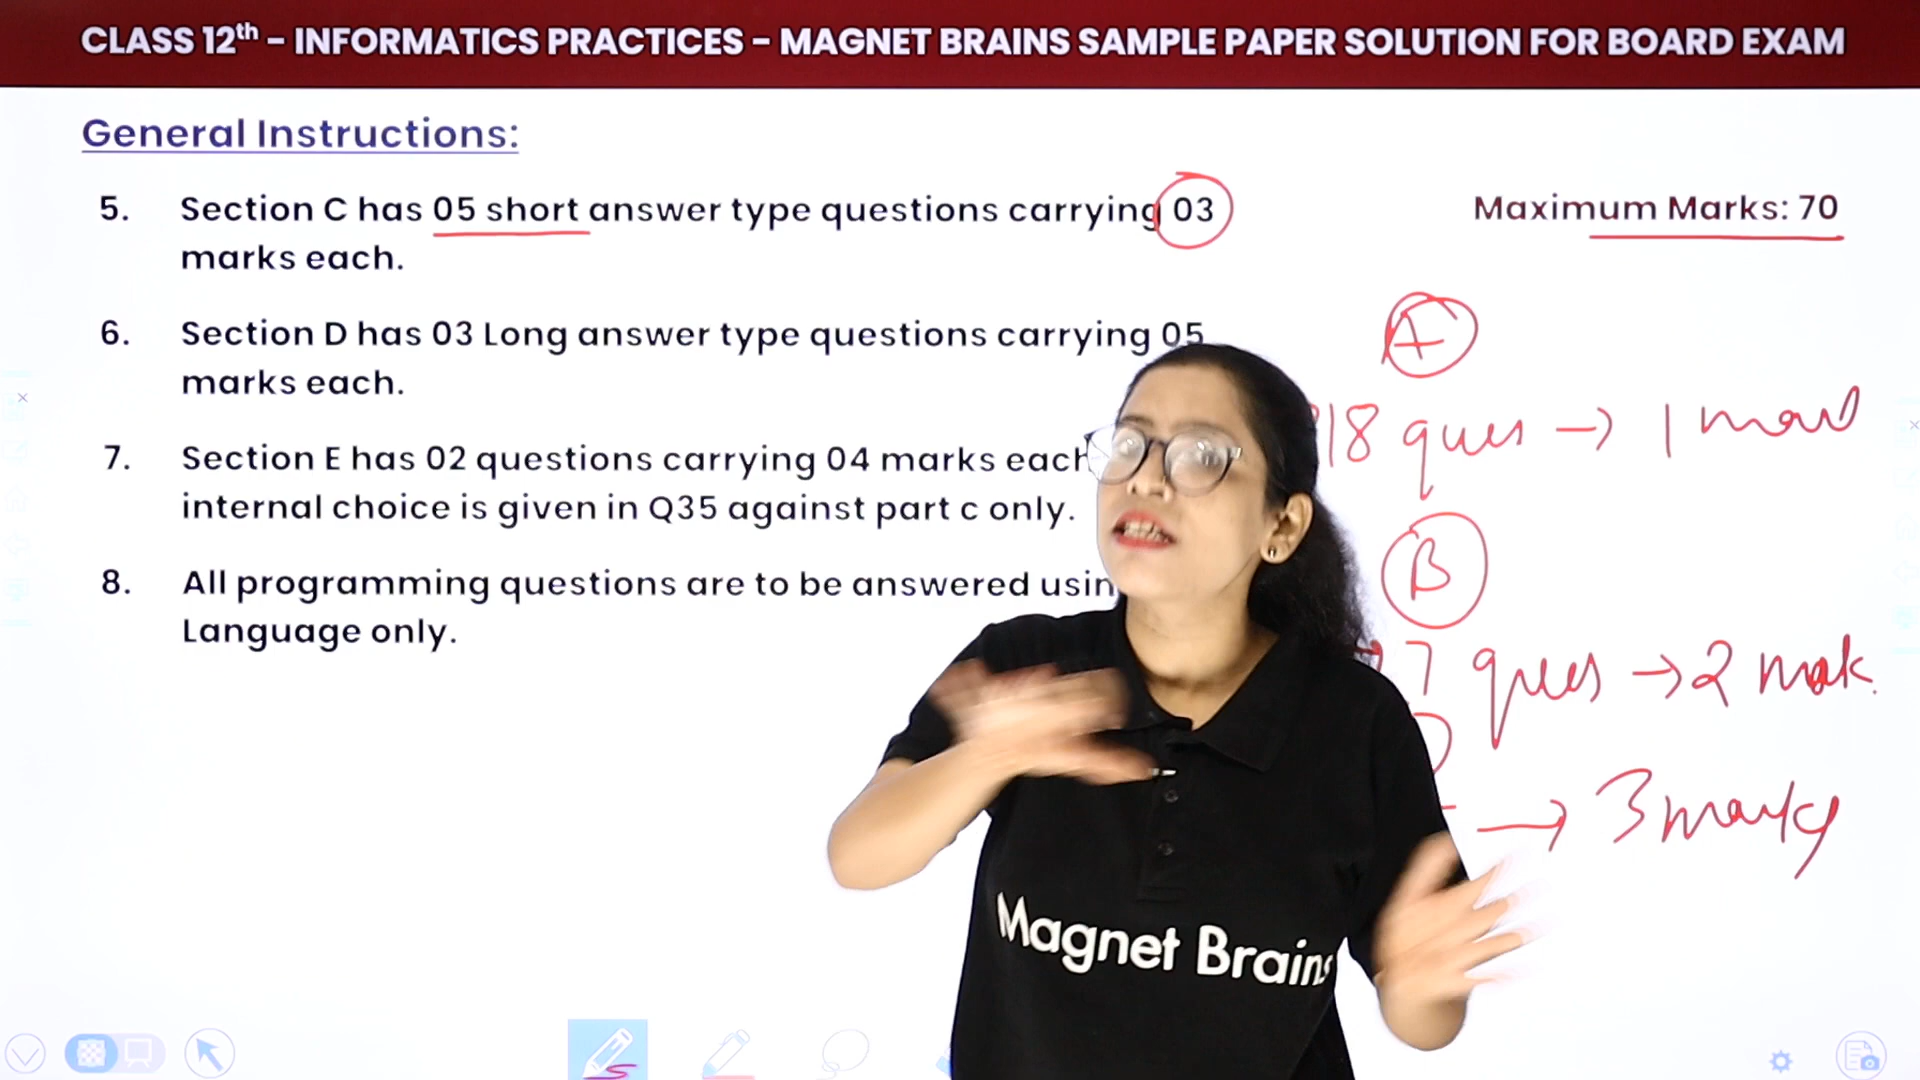 CLASS 12th - INFORMATICS PRACTICES - MAGNET BRAINS SAMPLE PAPER SOLUTION FOR BOARD EXAM
General Instructions:
5. Section C has 05 short answer type questions carrying 03
marks each.
Maximum Marks: 70
6. Section D has 03 Long answer type questions carrying 05
marks each.
7. Section E has 02 questions carrying 04 marks each
internal choice is given in Q35 against part c only.
8. All programming questions are to be answered usin
Language only.
A
18 ques → 1 mark
B
7 ques → 2 mark.
→ 3 marks
Magnet Brains